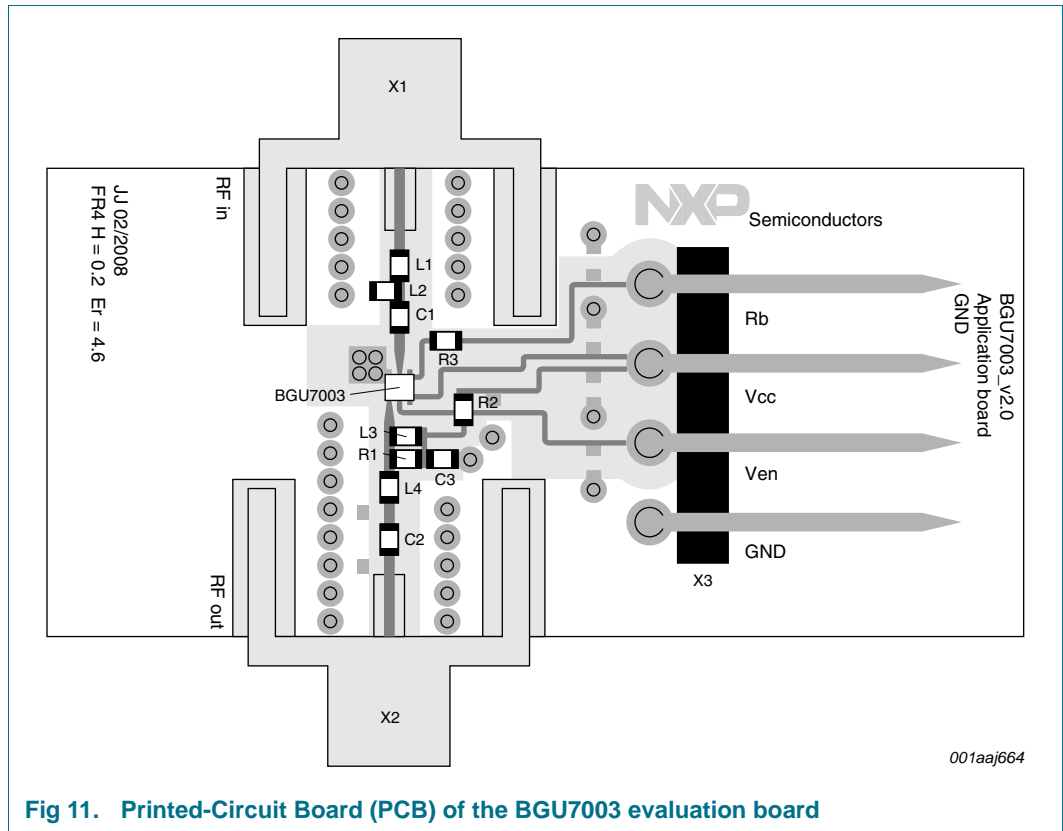 X1
RF in
JJ 02/2008
FR4 H = 0.2 Er = 4.6
NXP Semiconductors
L1
L2
C1
R3
BGU7003
R2
L3
R1
C3
L4
C2
Rb
Vcc
Ven
GND
X3
BGU7003_v2.0
Application board
GND
RF out
X2
001aaj664
Fig 11. Printed-Circuit Board (PCB) of the BGU7003 evaluation board